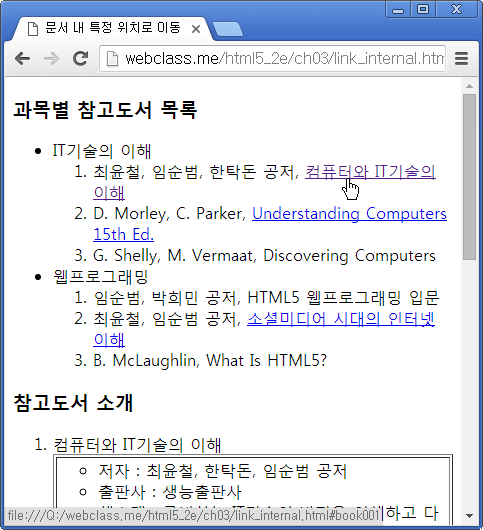 문서 내 특정 위치로 이동
webclass.me/html5_2e/ch03/link_internal.htm
과목별 참고도서 목록
• IT기술의 이해
1. 최윤철, 임순범, 한탁돈 공저, 컴퓨터와 IT기술의
이해
2. D. Morley, C. Parker, Understanding Computers
15th Ed.
3. G. Shelly, M. Vermaat, Discovering Computers
• 웹프로그래밍
1. 임순범, 박희민 공저, HTML5 웹프로그래밍 입문
2. 최윤철, 임순범 공저, 소셜미디어 시대의 인터넷
이해
3. B. McLaughlin, What Is HTML5?
참고도서 소개
1. 컴퓨터와 IT기술의 이해
저자 : 최윤철, 한탁돈, 임순범 공저
출판사 : 생능출판사
file:///O:/webclass.me/html5_2e/ch03/link_internal.html#book001